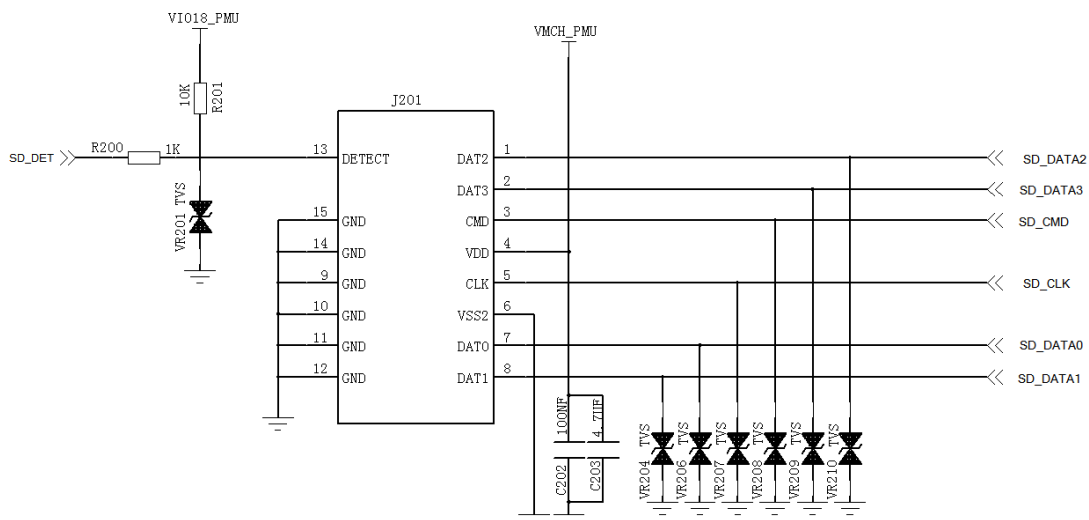 VIO18_PMU
VMCH_PMU
10K
R201
J201
SD_DET
R200
1K
13
DETECT
DAT2
1
SD_DATA2
DAT3
2
SD_DATA3
VR201
TVS
15
GND
CMD
3
SD_CMD
14
GND
VDD
4
9
GND
CLK
5
SD_CLK
10
GND
VSS2
6
11
GND
DAT0
7
SD_DATA0
12
GND
DAT1
8
SD_DATA1
100NF
C202
4.7UF
C203
VR204
TVS
VR206
TVS
VR207
TVS
VR208
TVS
VR209
TVS
VR210
TVS